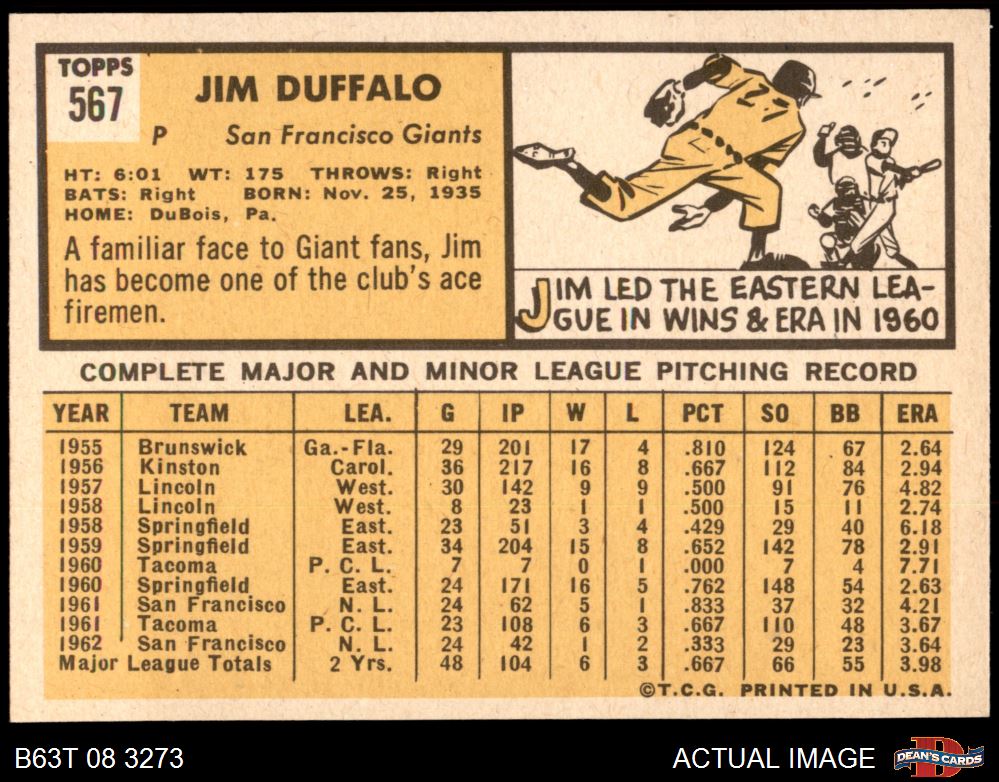 TOPPS
567
JIM DUFFALO
P San Francisco Giants
HT: 6:01 WT: 175 THROWS: Right
BATS: Right BORN: Nov. 25, 1935
HOME: DuBois, Pa.
A familiar face to Giant fans, Jim
has become one of the club's ace
firemen.
27
JIM LED THE EASTERN LEA-
GUE IN WINS & ERA IN 1960
COMPLETE MAJOR AND MINOR LEAGUE PITCHING RECORD
YEAR TEAM LEA. G IP W L PCT SO BB ERA
1955 Brunswick Ga.-Fla. 29 201 17 4 .810 124 67 2.64
1956 Kinston Carol. 36 217 16 8 .667 112 84 2.94
1957 Lincoln West. 30 142 9 9 .500 91 76 4.82
1958 Lincoln West. 8 23 1 1 .500 15 11 2.74
1958 Springfield East. 23 51 3 4 .429 29 40 6.18
1959 Springfield East. 34 204 15 8 .652 142 78 2.91
1960 Tacoma P. C. L. 7 7 0 1 .000 7 4 7.71
1960 Springfield East. 24 171 16 5 .762 148 54 2.63
1961 San Francisco N. L. 24 62 5 1 .833 37 32 4.21
1961 Tacoma P. C. L. 23 108 6 3 .667 110 48 3.67
1962 San Francisco N. L. 24 42 1 2 .333 29 23 3.64
Major League Totals 2 Yrs. 48 104 6 3 .667 66 55 3.98
©T.C.G. PRINTED IN U.S.A.
B63T 08 3273
ACTUAL IMAGE
D
DEAN'S CARDS